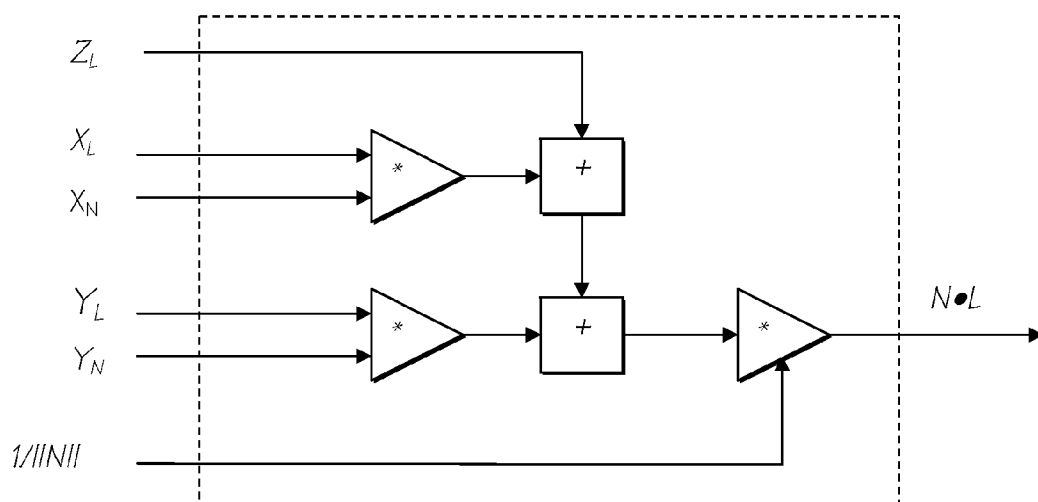 Z_L
X_L
*
+
X_N
Y_L
*
+
*
N●L
Y_N
1/||N||